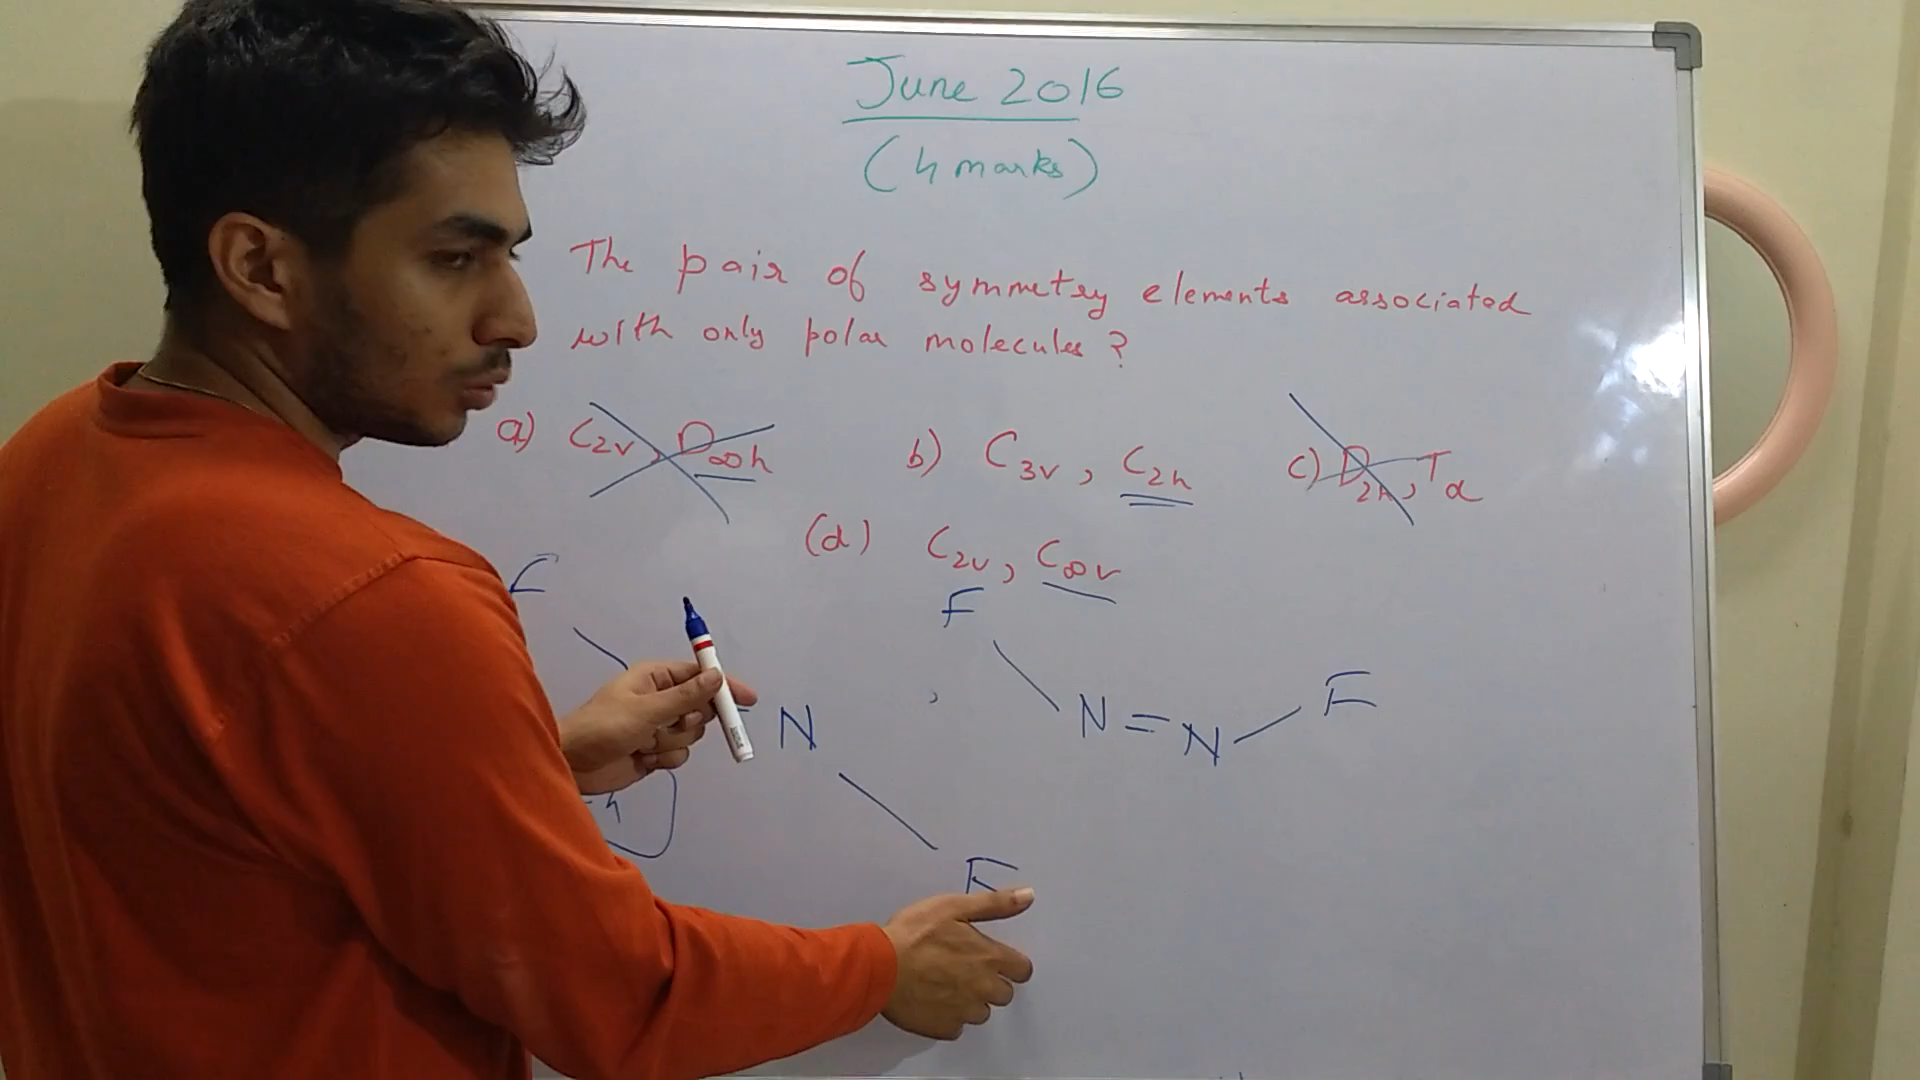 June 2016
(4 marks)
The pair of symmetry elements associated
with only polar molecules ?
a) C2v, D∞h b) C3v, C2h c) D2h, Td
(d) C2v, C∞v
F F
N , N = N F
h
F